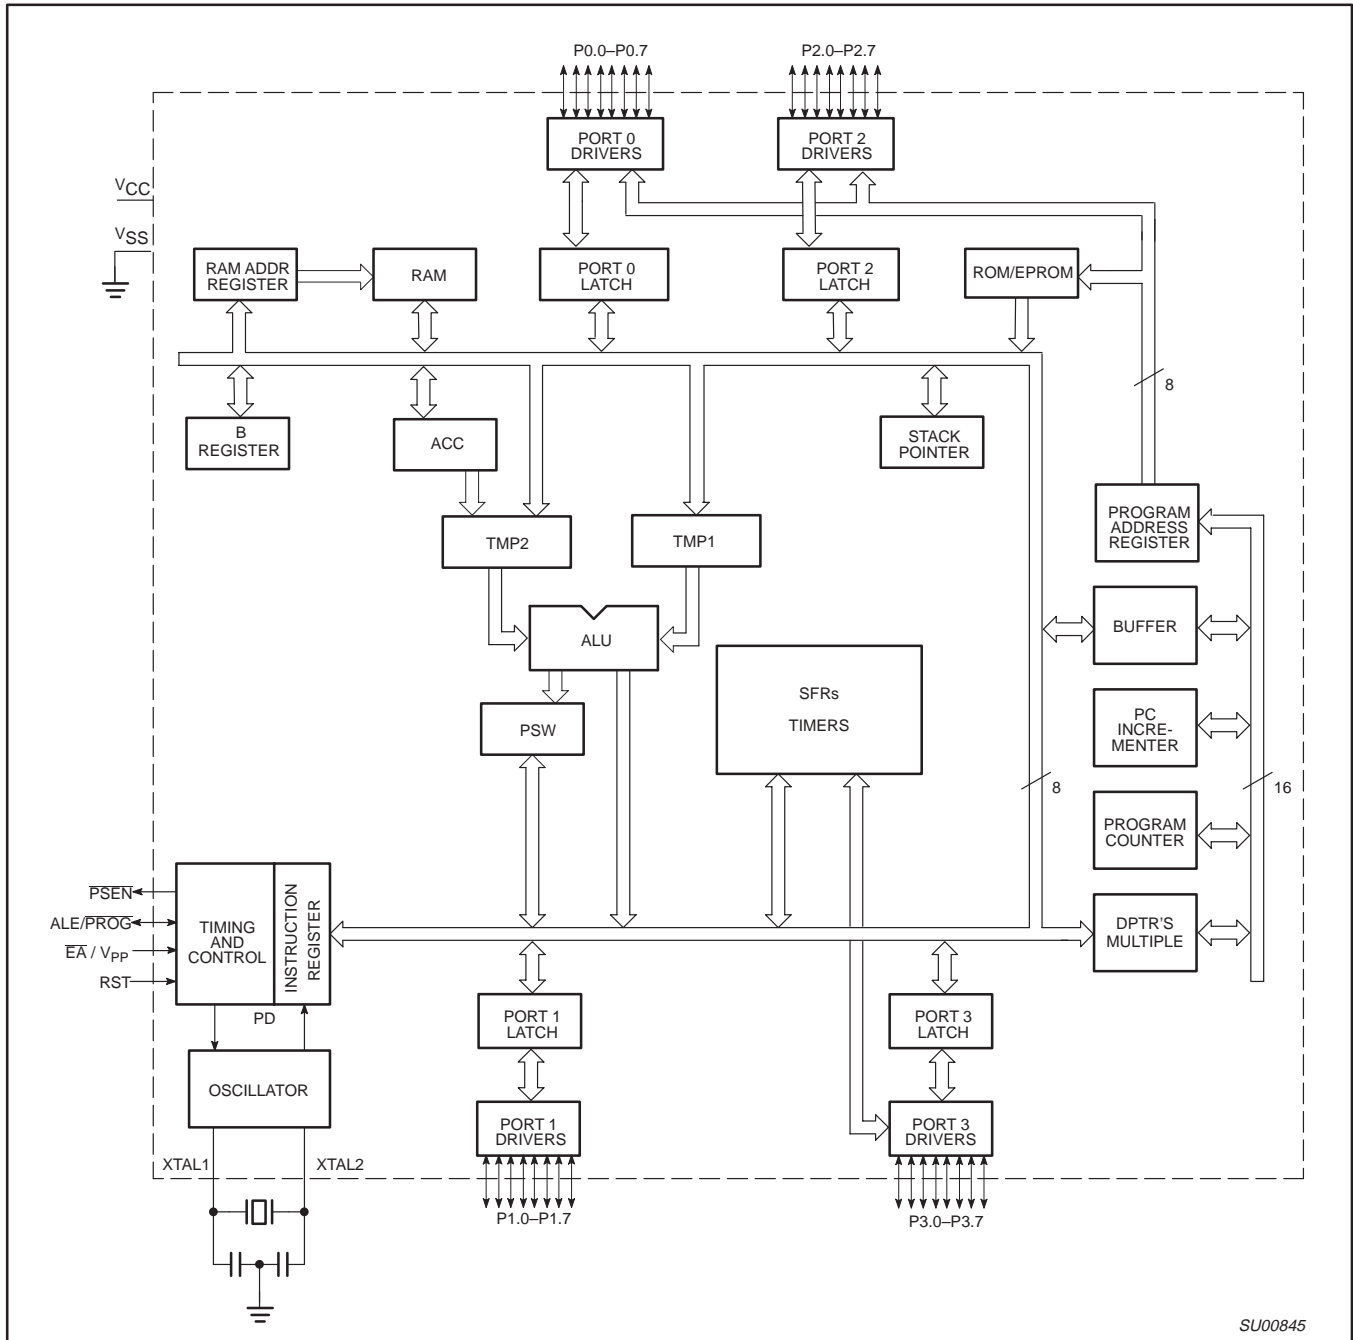 P0.0–P0.7
P2.0–P2.7
PORT 0
DRIVERS
PORT 2
DRIVERS
VCC
VSS
RAM ADDR
REGISTER
RAM
PORT 0
LATCH
PORT 2
LATCH
ROM/EPROM
8
B
REGISTER
ACC
STACK
POINTER
TMP2
TMP1
PROGRAM
ADDRESS
REGISTER
ALU
BUFFER
SFRs
TIMERS
PSW
PC
INCRE-
MENTER
8
16
PROGRAM
COUNTER
PSEN
ALE/PROG
EA / VPP
RST
TIMING
AND
CONTROL
INSTRUCTION
REGISTER
DPTR'S
MULTIPLE
PD
PORT 1
LATCH
PORT 3
LATCH
OSCILLATOR
PORT 1
DRIVERS
PORT 3
DRIVERS
XTAL1
XTAL2
P1.0–P1.7
P3.0–P3.7
SU00845